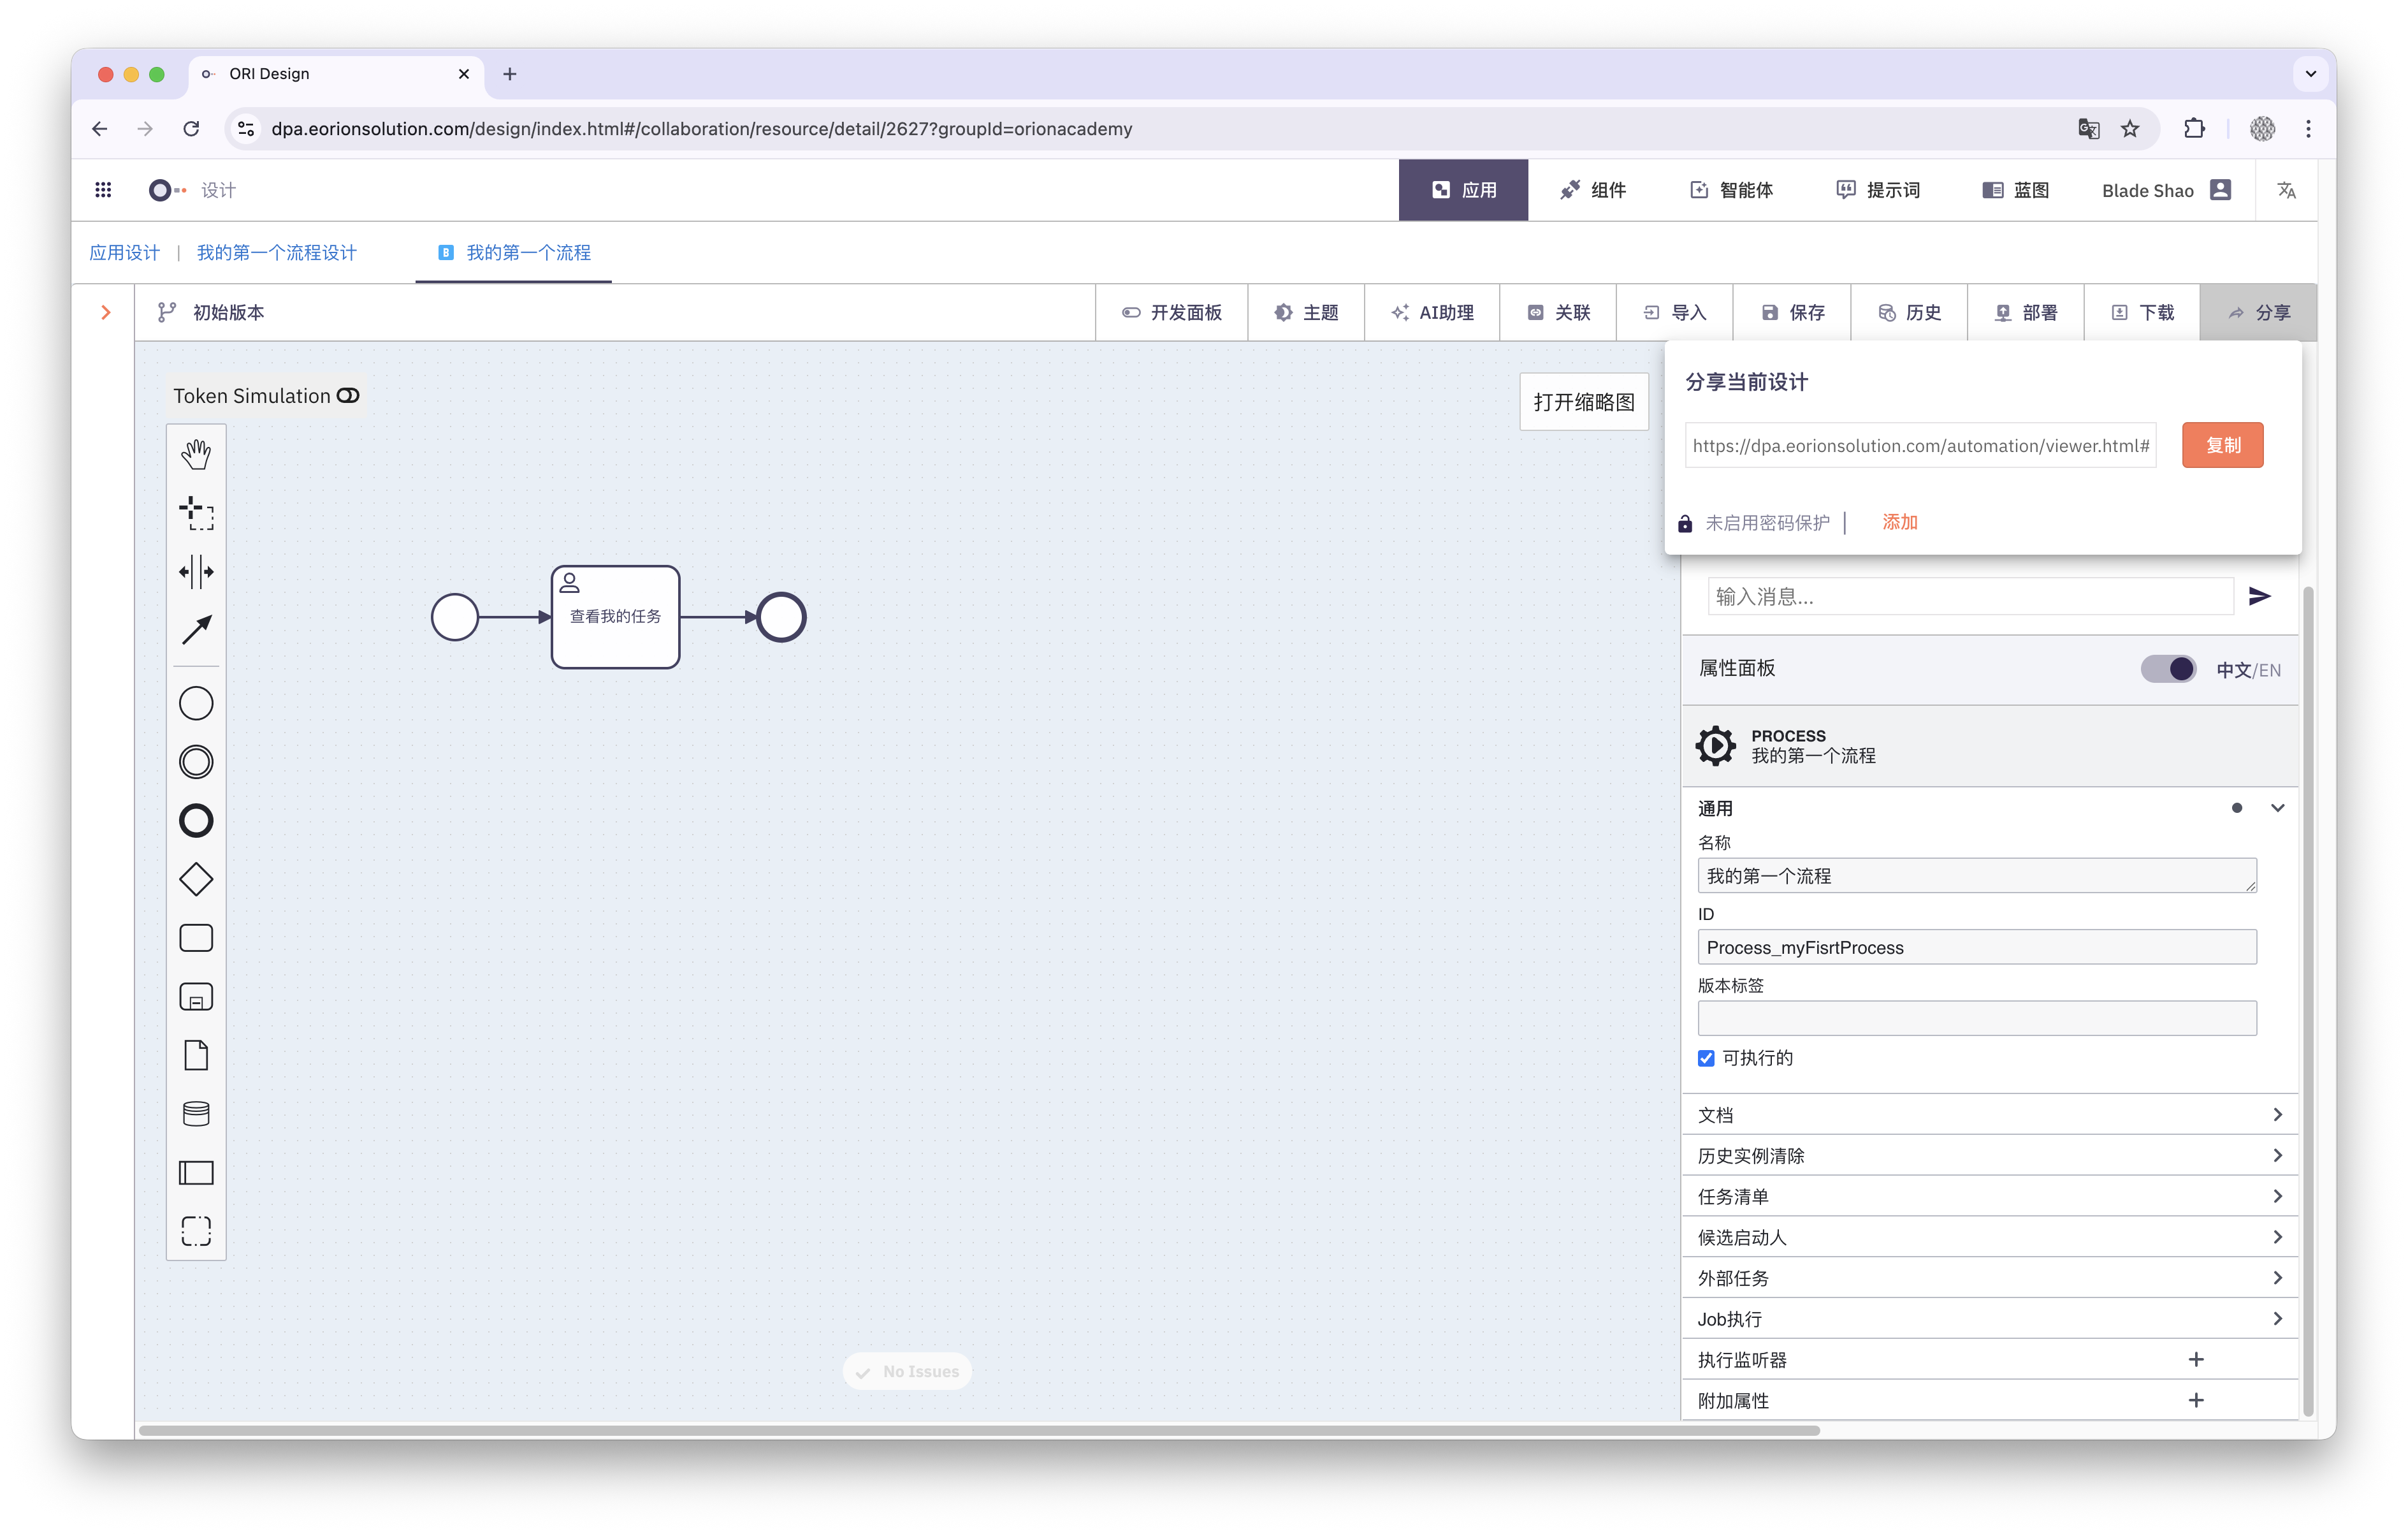 ORI Design
dpa.eorionsolution.com/design/index.html#/collaboration/resource/detail/2627?groupId=orionacademy
设计
应用
组件
智能体
提示词
蓝图
Blade Shao
应用设计 | 我的第一个流程设计
B 我的第一个流程
初始版本
开发面板
主题
AI助理
关联
导入
保存
历史
部署
下载
分享
Token Simulation
打开缩略图
分享当前设计
https://dpa.eorionsolution.com/automation/viewer.html#
复制
未启用密码保护 |
添加
查看我的任务
输入消息...
属性面板
中文/EN
PROCESS
我的第一个流程
通用
名称
我的第一个流程
ID
Process_myFisrtProcess
版本标签
可执行的
文档
历史实例清除
任务清单
候选启动人
外部任务
Job执行
执行监听器
附加属性
No Issues